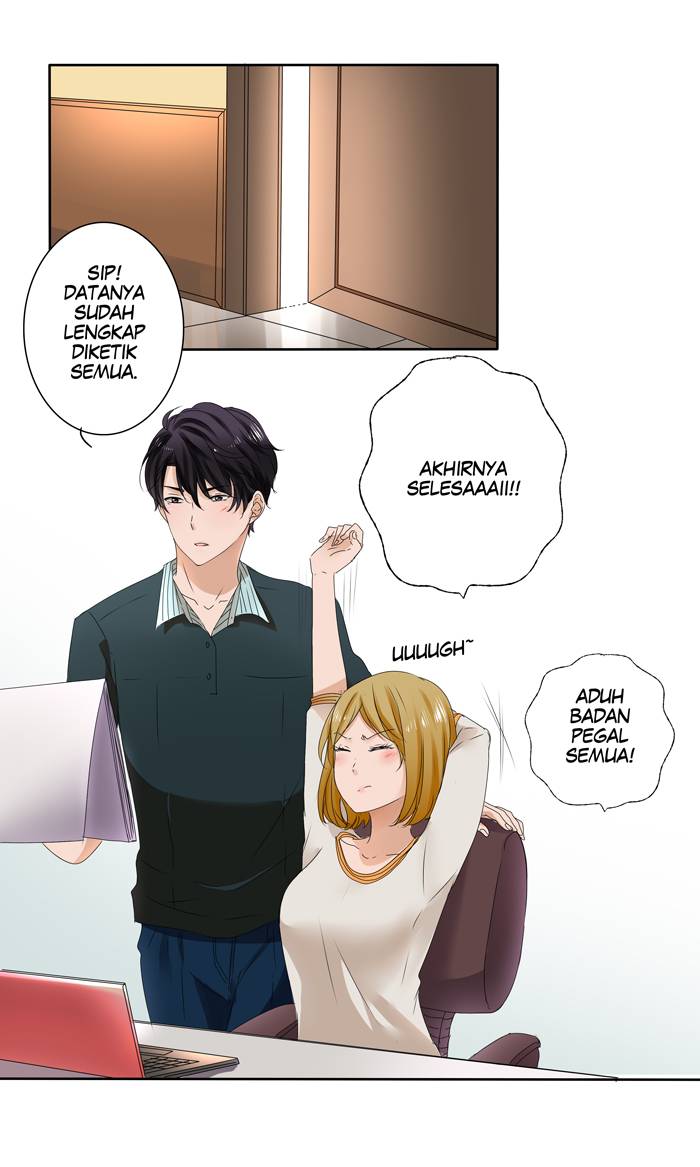 SIP!
DATANYA
SUDAH
LENGKAP
DIKETIK
SEMUA.
AKHIRNYA
SELESAAAII!!
UUUUGH~
ADUH
BADAN
PEGAL
SEMUA!